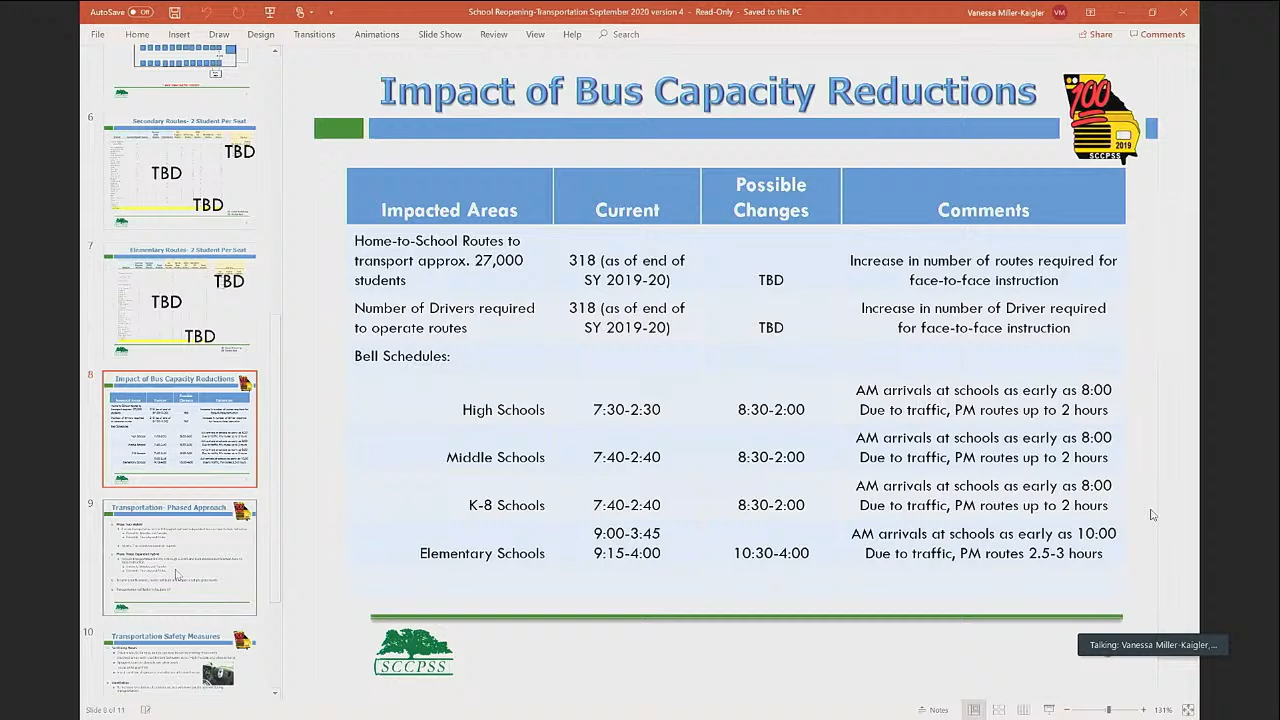 AutoSave Off
School Reopening-Transportation September 2020 version 4 - Read-Only - Saved to this PC
Vanessa Miller-Kaigler VM
File Home Insert Draw Design Transitions Animations Slide Show Review View Help Search
Share Comments
6
Secondary Routes- 2 Student Per Seat
TBD
TBD
TBD
7
Elementary Routes- 2 Student Per Seat
TBD
TBD
TBD
8
Impact of Bus Capacity Reductions
9
Transportation- Phased Approach
10
Transportation Safety Measures
Impact of Bus Capacity Reductions
100
2019
SCCPSS
Impacted Areas Current Possible Changes Comments
Home-to-School Routes to
transport approx. 27,000
students
318 (as of end of
SY 2019-20)
TBD
Increase in number of routes required for
face-to-face instruction
Number of Drivers required
to operate routes
318 (as of end of
SY 2019-20)
TBD
Increase in number of Driver required
for face-to-face instruction
Bell Schedules:
AM arrivals at schools as early as 8:00
High Schools 7:30-2:30 8:30-2:00 Due to traffic, PM routes up to 2 hours
AM arrivals at schools as early as 8:00
Middle Schools 7:40-2:40 8:30-2:00 Due to traffic, PM routes up to 2 hours
AM arrivals at schools as early as 8:00
K-8 Schools 7:40-2:40 8:30-2:00 Due to traffic, PM routes up to 2 hours
9:00-3:45 AM arrivals at schools as early as 10:00
Elementary Schools 9:15-4:00 10:30-4:00 Due to traffic, PM routes 2.5-3 hours
SCCPSS
Talking: Vanessa Miller-Kaigler,...
Slide 8 of 11
Notes
131%